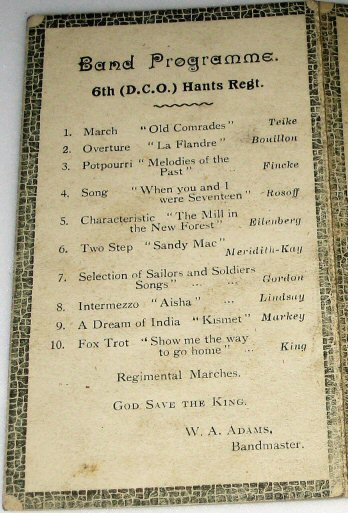 Band Programme.
6th (D.C.O.) Hants Regt.
1. March "Old Comrades" Teike
2. Overture "La Flandre" Bouillon
3. Potpourri "Melodies of the
Past" .. Fincke
4. Song "When you and I
were Seventeen" Rosoff
5. Characteristic "The Mill in
the New Forest" Eilenberg
6. Two Step "Sandy Mac"
Meridith-Kay
7. Selection of Sailors and Soldiers
Songs" ... ... Gordon
8. Intermezzo "Aisha" ... Lindsay
9. A Dream of India "Kismet" Markey
10. Fox Trot "Show me the way
to go home" ... King
Regimental Marches.
GOD SAVE THE KING.
W. A. ADAMS,
Bandmaster.